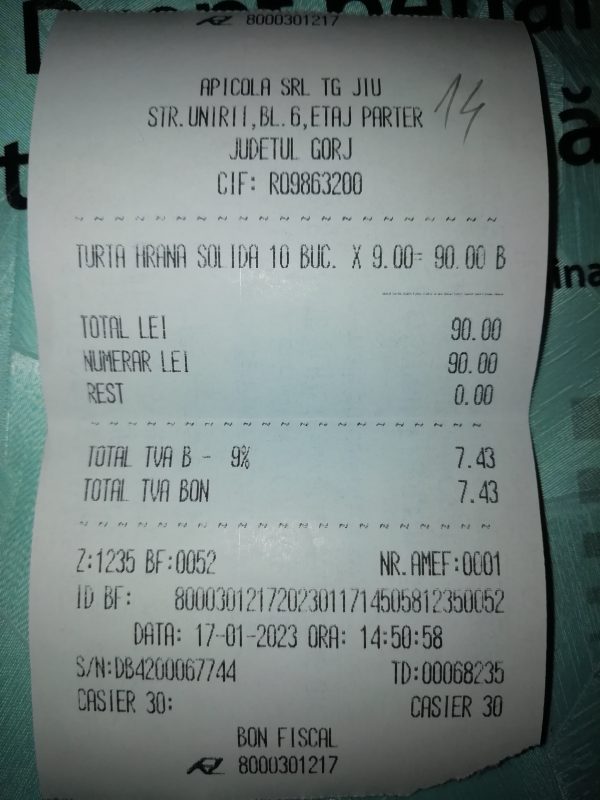 8000301217
APICOLA SRL TG JIU
STR.UNIRII,BL.6,ETAJ PARTER
14
JUDETUL GORJ
CIF: RO9863200
TURTA HRANA SOLIDA 10 BUC. X 9.00= 90.00 B
TOTAL LEI 90.00
NUMERAR LEI 90.00
REST 0.00
TOTAL TVA B - 9% 7.43
TOTAL TVA BON 7.43
Z:1235 BF:0052 NR.AMEF:0001
ID BF: 80003012172023011714505812350052
DATA: 17-01-2023 ORA: 14:50:58
S/N:DB4200067744 TD:00068235
CASIER 30: CASIER 30
BON FISCAL
8000301217